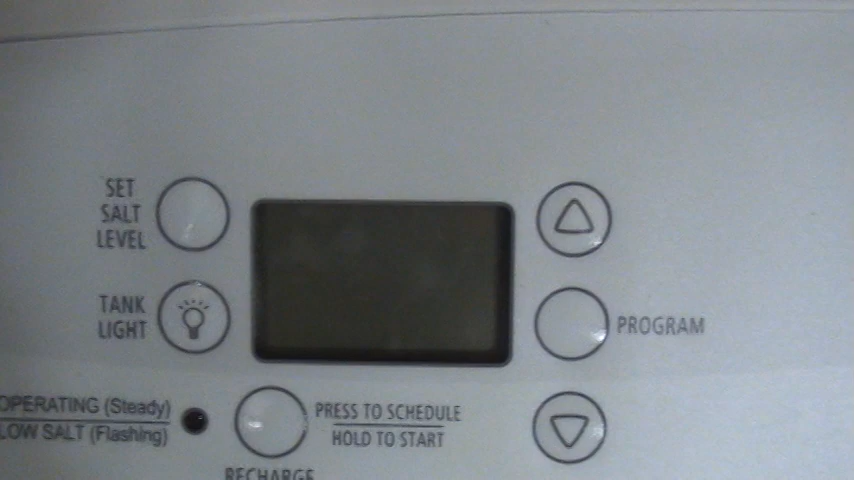 SET
SALT
LEVEL
TANK
LIGHT
PROGRAM
OPERATING (Steady)
LOW SALT (Flashing)
PRESS TO SCHEDULE
HOLD TO START
RECHARGE